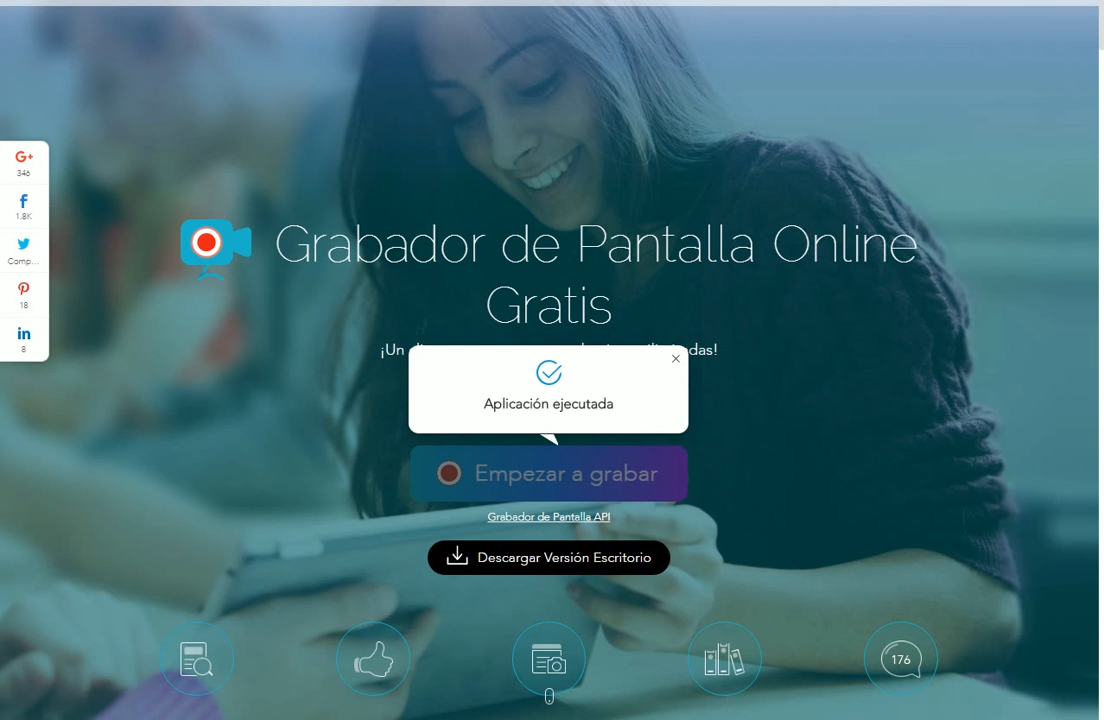 G+
346
f
1.8K
Comp...
18
in
8
Grabador de Pantalla Online
Gratis
¡Un
das!
Aplicación ejecutada
Empezar a grabar
Grabador de Pantalla API
Descargar Versión Escritorio
176